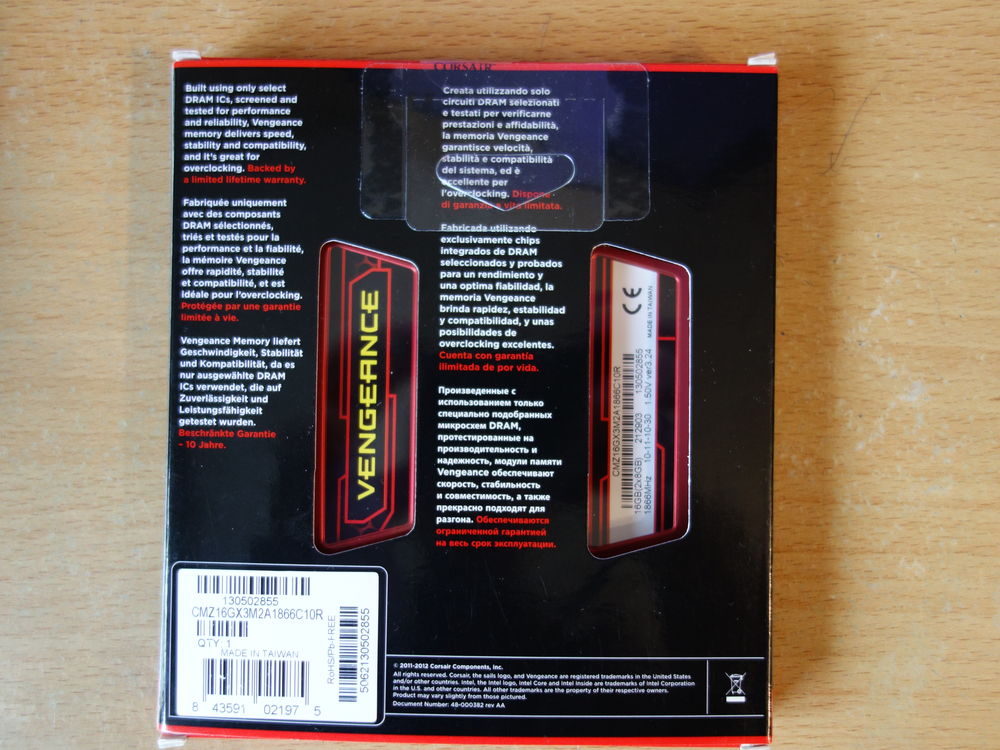 CORSAIR
Built using only select
DRAM ICs, screened and
tested for performance
and reliability, Vengeance
memory delivers speed,
stability and compatibility,
and it's great for
overclocking. Backed by
a limited lifetime warranty.
Fabriquée uniquement
avec des composants
DRAM sélectionnés,
triés et testés pour la
performance et la fiabilité,
la mémoire Vengeance
offre rapidité, stabilité
et compatibilité, et est
idéale pour l'overclocking.
Protégée par une garantie
limitée à vie.
Vengeance Memory liefert
Geschwindigkeit, Stabilität
und Kompatibilität, da es
nur ausgewählte DRAM
ICs verwendet, die auf
Zuverlässigkeit und
Leistungsfähigkeit
getestet wurden.
Beschränkte Garantie
– 10 Jahre.
Creata utilizzando solo
circuiti DRAM selezionati
e testati per verificarne
prestazioni e affidabilità,
la memoria Vengeance
garantisce velocità,
stabilità e compatibilità
del sistema, ed è
eccellente per
l'overclocking. Dispone
di garanzia a vita limitata.
Fabricada utilizando
exclusivamente chips
integrados de DRAM
seleccionados y probados
para un rendimiento y
una optima fiabilidad, la
memoria Vengeance
brinda rapidez, estabilidad
y compatibilidad, y unas
posibilidades de
overclocking excelentes.
Cuenta con garantía
ilimitada de por vida.
Произведенные с
использованием только
специально подобранных
микросхем DRAM,
протестированные на
производительность и
надежность, модули памяти
Vengeance обеспечивают
скорость, стабильность
и совместимость, а также
прекрасно подходят для
разгона. Обеспечиваются
ограниченной гарантией
на весь срок эксплуатации.
VENGEANCE
CE
MADE IN TAIWAN
CMZ16GX3M2A1866C10R
16GB(2x8GB) 212903 130502855
1866MHz 10-11-10-30 1.50V ver3.24
130502855
CMZ16GX3M2A1866C10R
QTY: 1
MADE IN TAIWAN
8 43591 02197 5
RoHS/Pb-FREE
5062130502855
© 2011-2012 Corsair Components, Inc.
All rights reserved. Corsair, the sails logo, and Vengeance are registered trademarks in the United States
and/or other countries. Intel, the Intel logo, Intel Core and Intel Inside are trademarks of Intel Corporation
in the U.S. and other countries. All other trademarks are the property of their respective owners.
Product may vary slightly from those pictured.
Document Number: 48-000382 rev AA